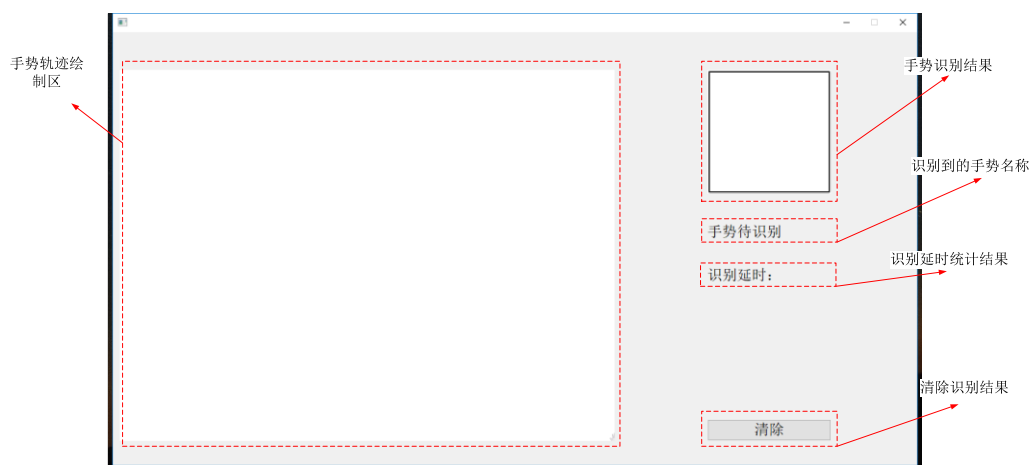 手势轨迹绘
制区
手势识别结果
识别到的手势名称
手势待识别
识别延时统计结果
识别延时：
清除识别结果
清除